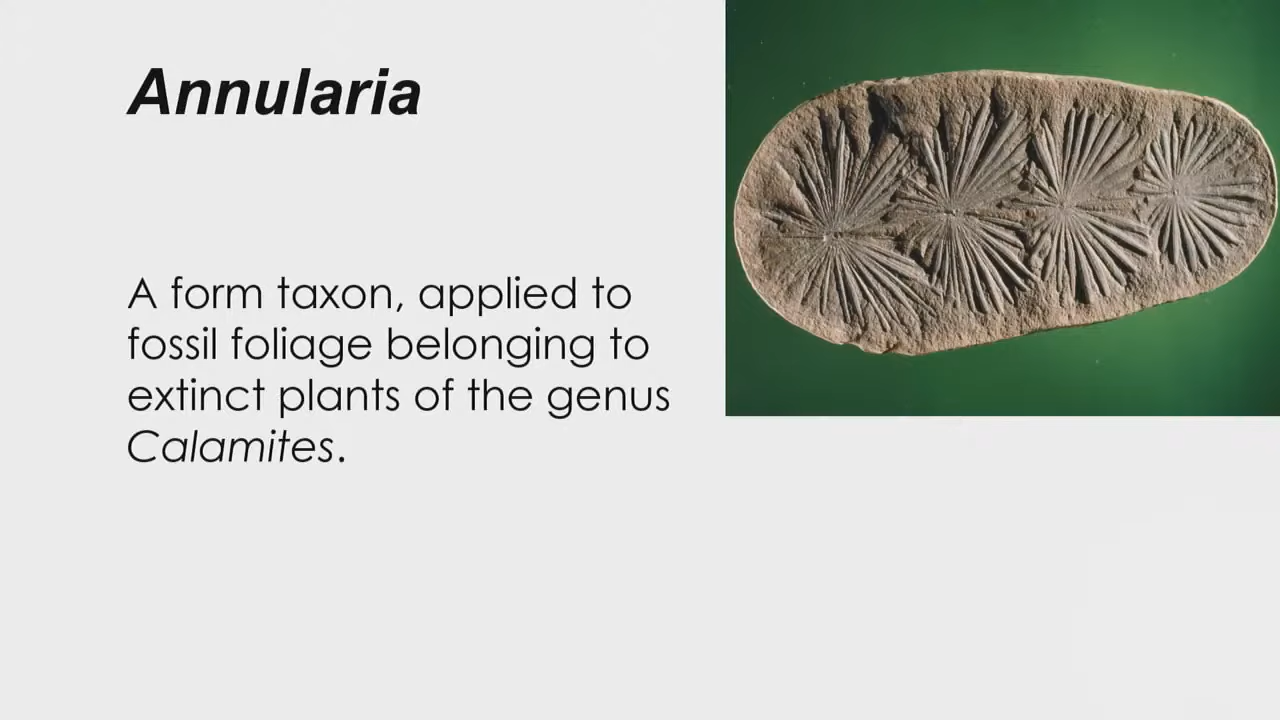 Annularia
A form taxon, applied to
fossil foliage belonging to
extinct plants of the genus
Calamites.